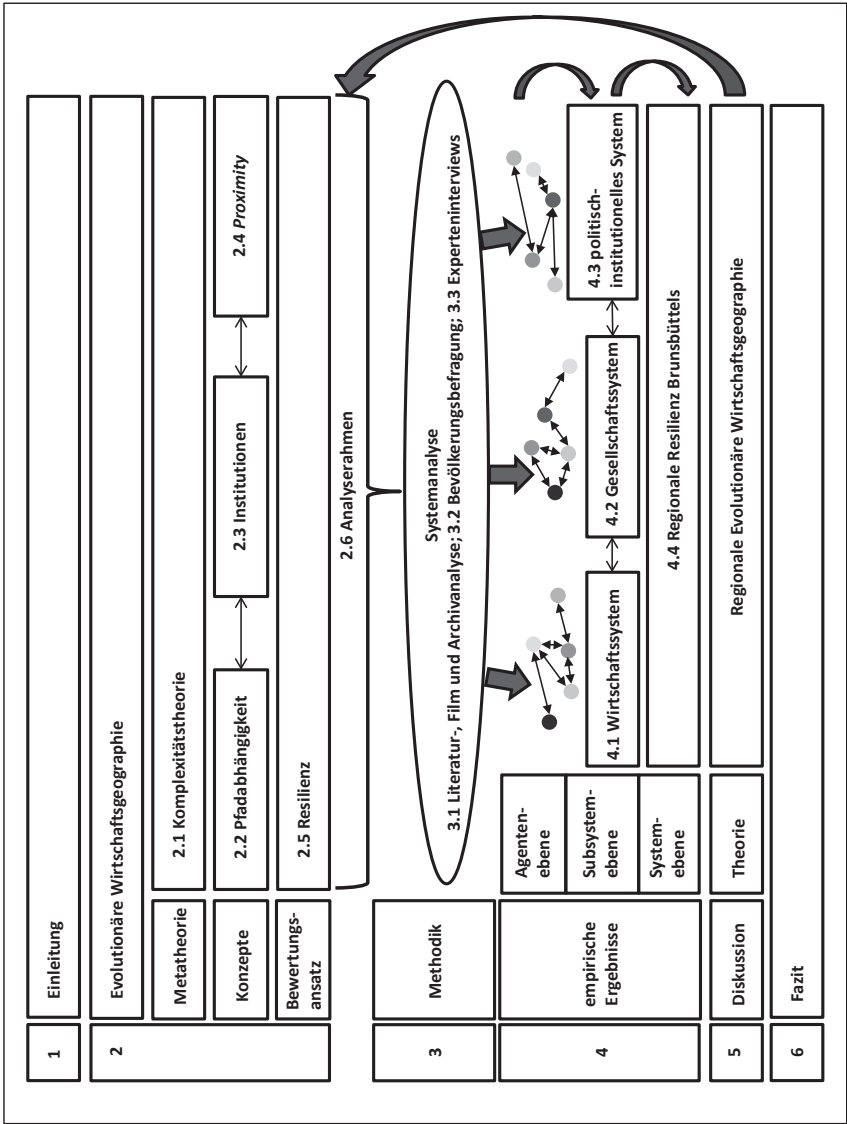 1
Einleitung
2
Evolutionäre Wirtschaftsgeographie
Metatheorie
2.1 Komplexitätstheorie
Konzepte
2.2 Pfadabhängigkeit
2.3 Institutionen
2.4 Proximity
Bewertungs-
ansatz
2.5 Resilienz
2.6 Analyserahmen
3
Methodik
Systemanalyse
3.1 Literatur-, Film und Archivanalyse; 3.2 Bevölkerungsbefragung; 3.3 Experteninterviews
4
empirische
Ergebnisse
Agenten-
ebene
Subsystem-
ebene
4.1 Wirtschaftssystem
4.2 Gesellschaftssystem
4.3 politisch-
institutionelles System
System-
ebene
4.4 Regionale Resilienz Brunsbüttels
5
Diskussion
Theorie
Regionale Evolutionäre Wirtschaftsgeographie
6
Fazit